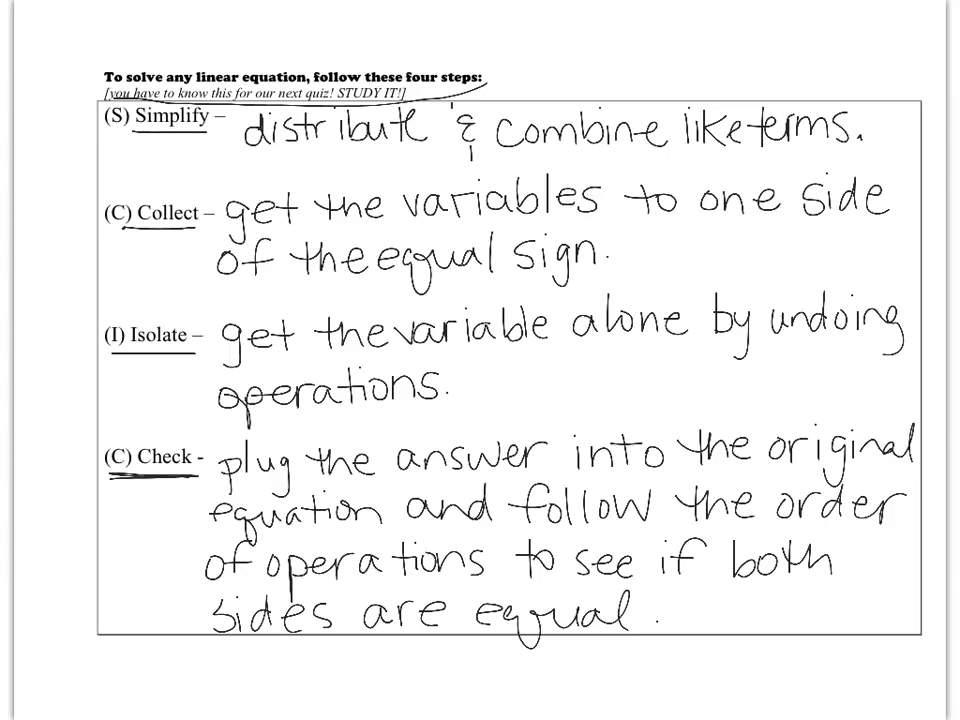 To solve any linear equation, follow these four steps:
[you have to know this for our next quiz! STUDY IT!]
(S) Simplify – distribute & combine like terms.
(C) Collect – get the variables to one side
of the equal sign.
(I) Isolate – get the variable alone by undoing
operations.
(C) Check - plug the answer into the original
equation and follow the order
of operations to see if both
sides are equal.